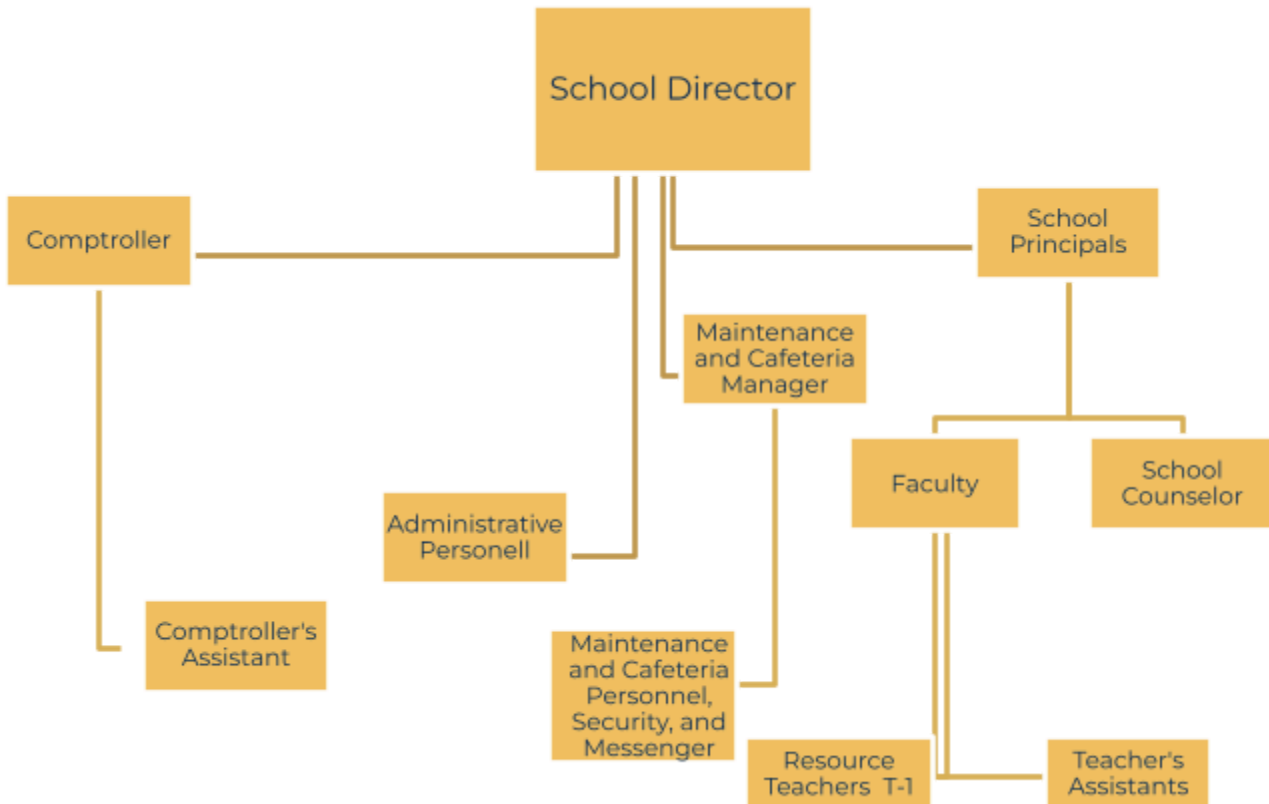 School Director
Comptroller
School
Principals
Maintenance
and Cafeteria
Manager
Faculty
School
Counselor
Administrative
Personell
Comptroller's
Assistant
Maintenance
and Cafeteria
Personnel,
Security, and
Messenger
Resource
Teachers T-1
Teacher's
Assistants